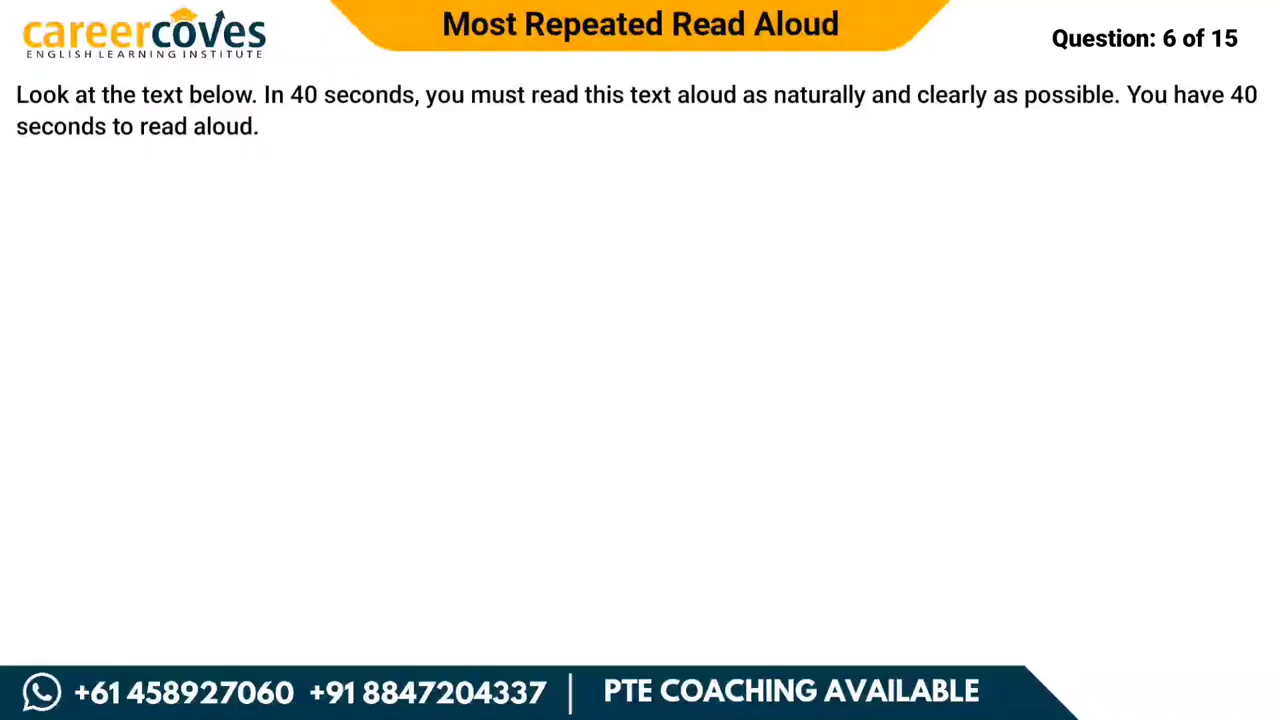 careercoves
ENGLISH LEARNING INSTITUTE
Most Repeated Read Aloud
Question: 6 of 15
Look at the text below. In 40 seconds, you must read this text aloud as naturally and clearly as possible. You have 40
seconds to read aloud.
+61 458927060 +91 8847204337 | PTE COACHING AVAILABLE